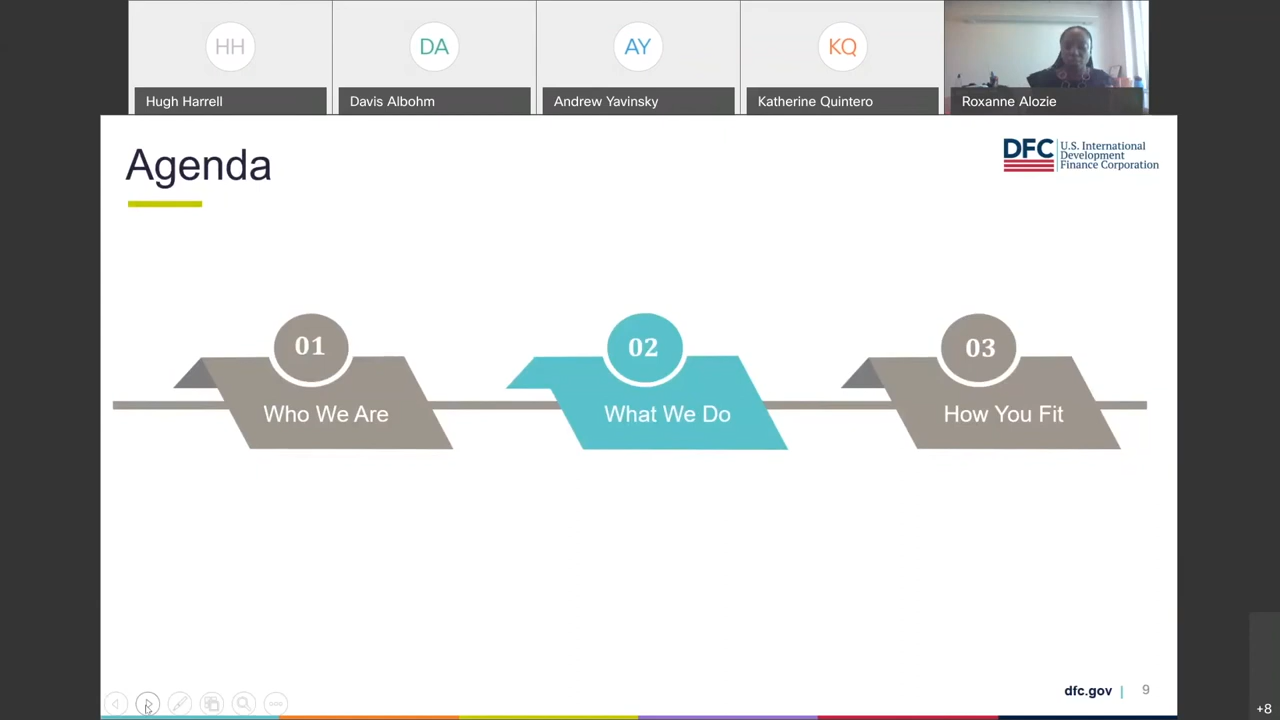 HH
DA
AY
KQ
Hugh Harrell
Davis Albohm
Andrew Yavinsky
Katherine Quintero
Roxanne Alozie
Agenda
DFC
U.S. International
Development
Finance Corporation
01
02
03
Who We Are
What We Do
How You Fit
dfc.gov | 9
+8